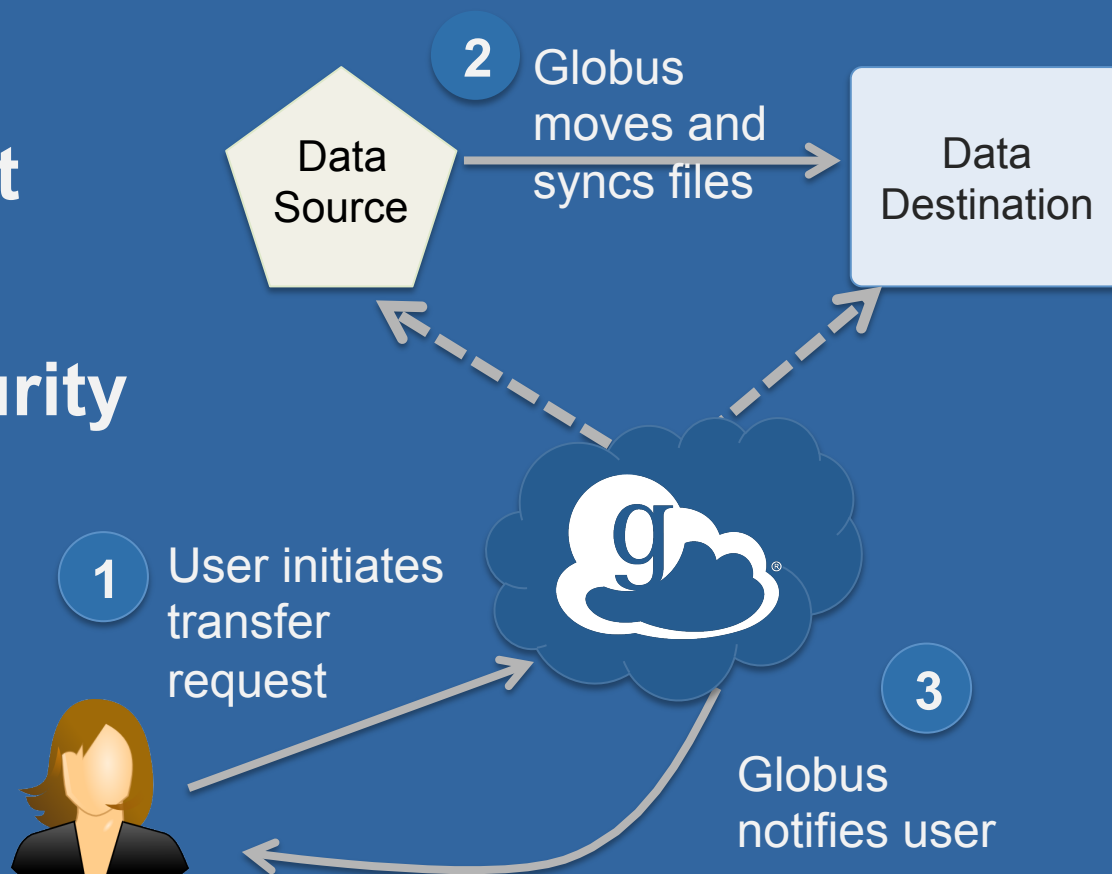 2
Globus
moves and
syncs files
Data
Source
Data
Destination
t
urity
g
®
1
User initiates
transfer
request
3
Globus
notifies user